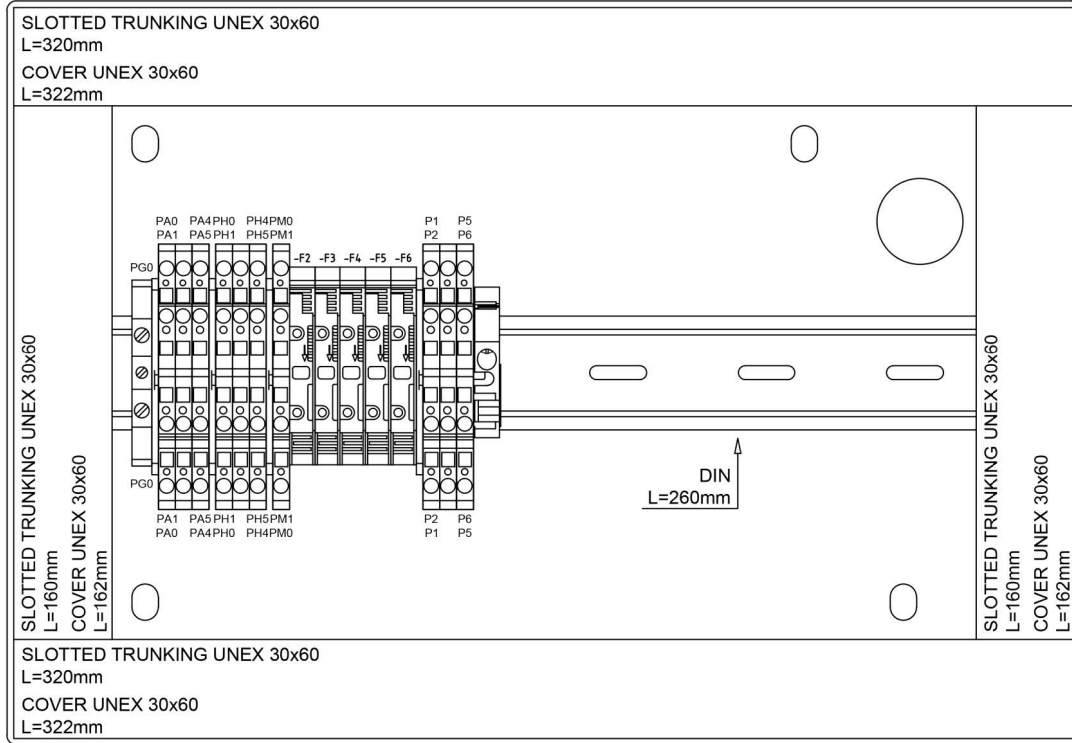 SLOTTED TRUNKING UNEX 30x60
L=320mm
COVER UNEX 30x60
L=322mm
SLOTTED TRUNKING UNEX 30x60
L=160mm
COVER UNEX 30x60
L=162mm
PA0 PA4 PH0 PH4 PM0 P1 P5
PA1 PA5 PH1 PH5 PM1 P2 P6
-F2 -F3 -F4 -F5 -F6
PG0
DIN
L=260mm
PG0
PA1 PA5 PH1 PH5 PM1 P2 P6
PA0 PA4 PH0 PH4 PM0 P1 P5
SLOTTED TRUNKING UNEX 30x60
L=160mm
COVER UNEX 30x60
L=162mm
SLOTTED TRUNKING UNEX 30x60
L=320mm
COVER UNEX 30x60
L=322mm